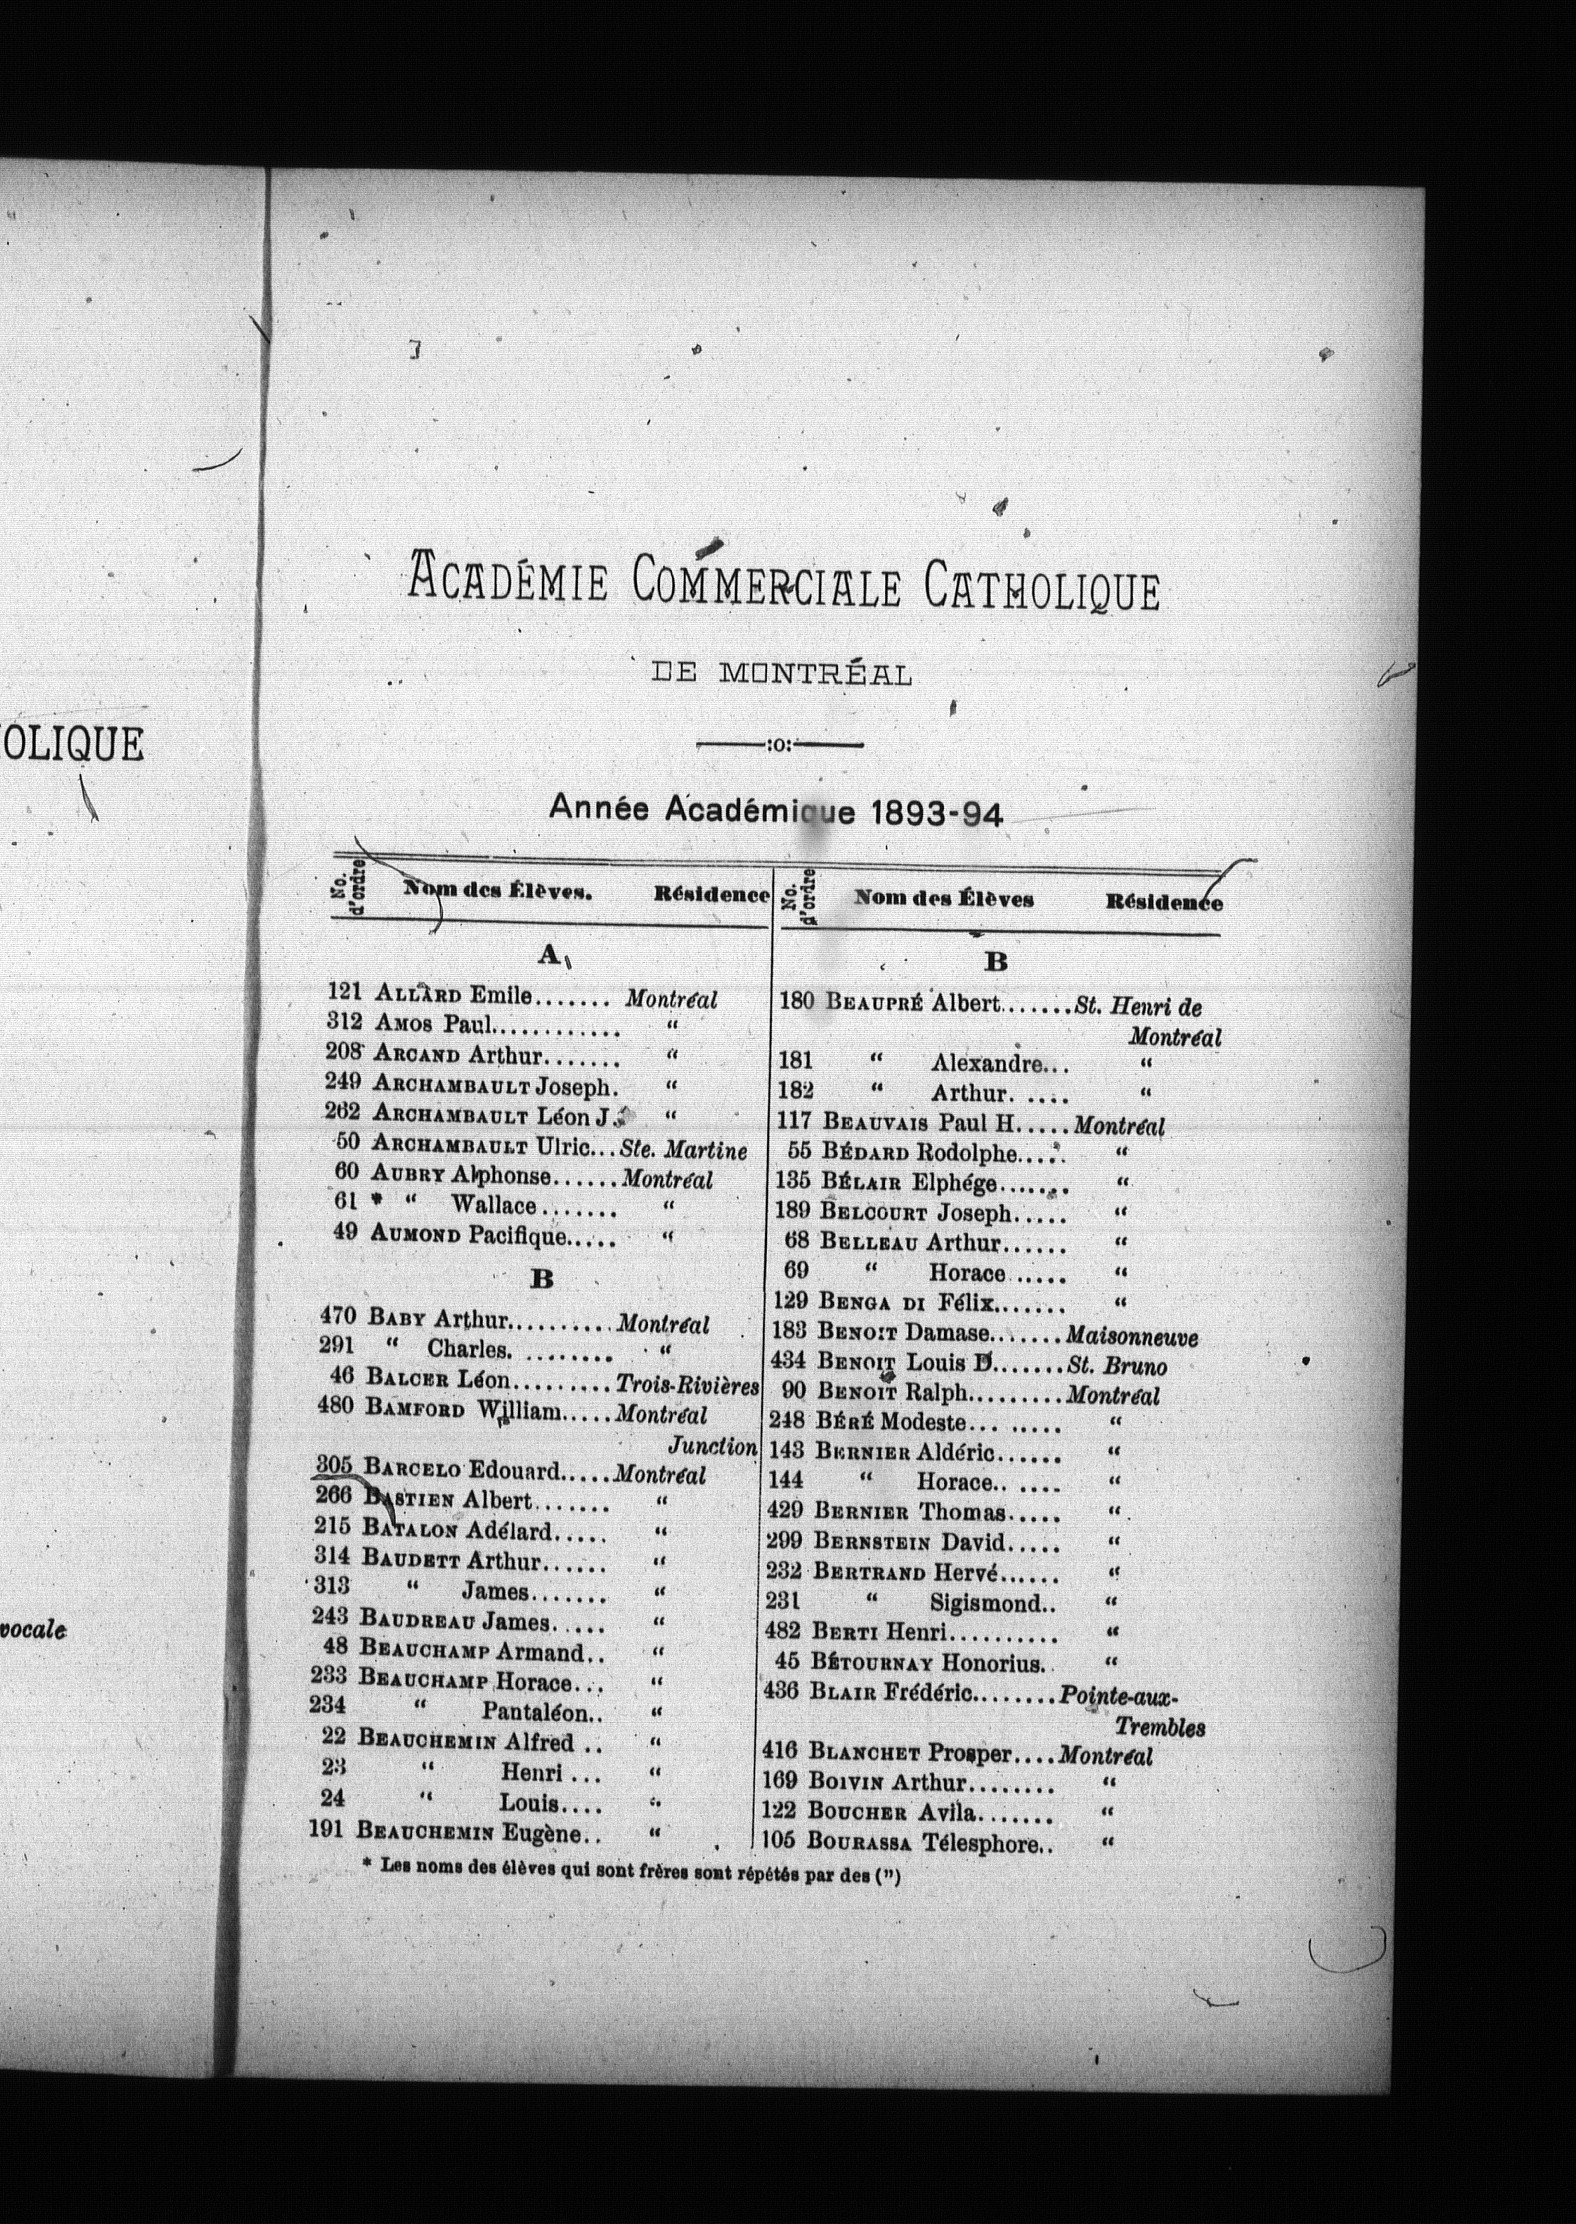 OLIQUE
vocale
ACADÉMIE COMMERCIALE CATHOLIQUE
DE MONTRÉAL
:o:
Année Académique 1893-94
No. d'ordre Nom des Élèves. Résidence
A
121 ALLARD Emile....... Montréal
312 AMOS Paul............ “
208 ARCAND Arthur....... “
249 ARCHAMBAULT Joseph. “
262 ARCHAMBAULT Léon J. “
50 ARCHAMBAULT Ulric...Ste. Martine
60 AUBRY Alphonse......Montréal
61 * “ Wallace....... “
49 AUMOND Pacifique..... “
B
470 BABY Arthur..........Montréal
291 “ Charles. ........ “
46 BALCER Léon.........Trois-Rivières
480 BAMFORD William.....Montréal
Junction
305 BARCELO Edouard.....Montréal
266 BASTIEN Albert....... “
215 BATALON Adélard..... “
314 BAUDETT Arthur...... “
313 “ James....... “
243 BAUDREAU James..... “
48 BEAUCHAMP Armand.. “
233 BEAUCHAMP Horace... “
234 “ Pantaléon.. “
22 BEAUCHEMIN Alfred .. “
23 “ Henri ... “
24 “ Louis.... “
191 BEAUCHEMIN Eugène.. “
No. d'ordre Nom des Élèves Résidence
B
180 BEAUPRÉ Albert.......St. Henri de
Montréal
181 “ Alexandre... “
182 “ Arthur. .... “
117 BEAUVAIS Paul H.....Montréal
55 BÉDARD Rodolphe..... “
135 BÉLAIR Elphége....... “
189 BELCOURT Joseph..... “
68 BELLEAU Arthur...... “
69 “ Horace ..... “
129 BENGA DI Félix....... “
183 BENOIT Damase.......Maisonneuve
434 BENOIT Louis D.......St. Bruno
90 BENOIT Ralph.........Montréal
248 BÉRÉ Modeste... ..... “
143 BERNIER Aldéric...... “
144 “ Horace.. .... “
429 BERNIER Thomas..... “
299 BERNSTEIN David..... “
232 BERTRAND Hervé...... “
231 “ Sigismond.. “
482 BERTI Henri.......... “
45 BÉTOURNAY Honorius. “
436 BLAIR Frédéric........Pointe-aux-
Trembles
416 BLANCHET Prosper....Montréal
169 BOIVIN Arthur........ “
122 BOUCHER Avila....... “
105 BOURASSA Télesphore.. “
* Les noms des élèves qui sont frères sont répétés par des (”)